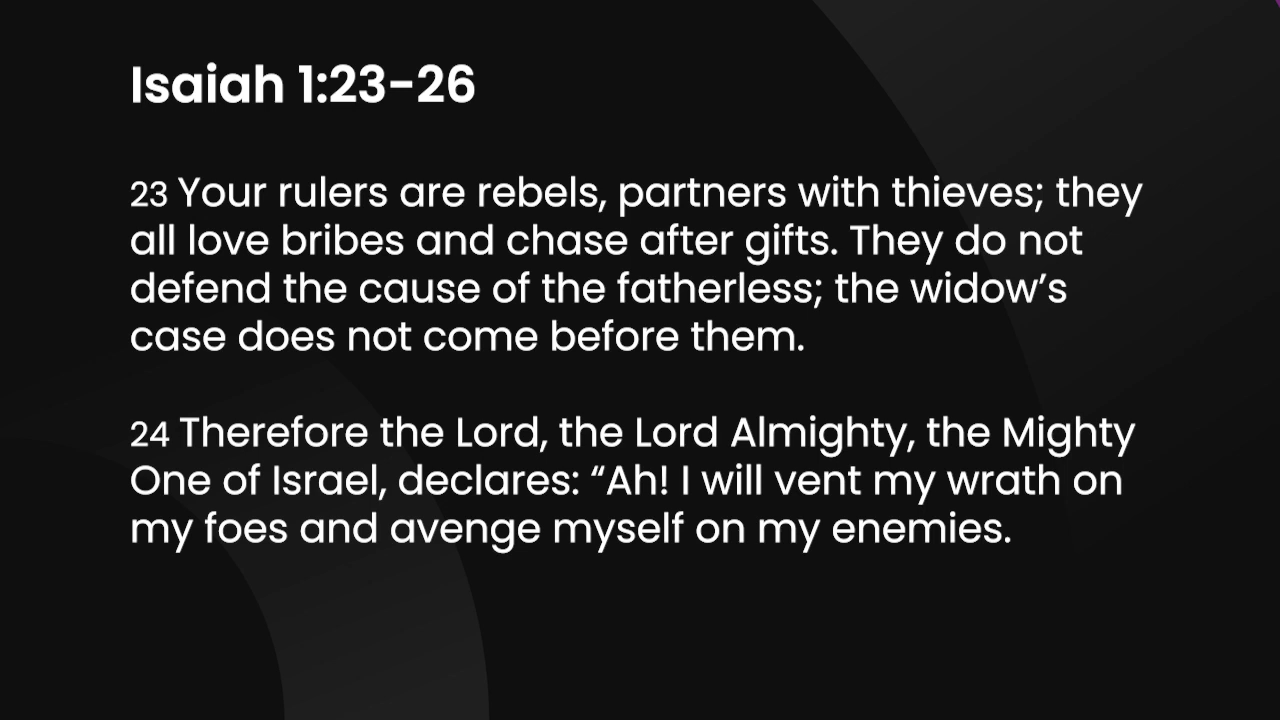 Isaiah 1:23-26
23 Your rulers are rebels, partners with thieves; they
all love bribes and chase after gifts. They do not
defend the cause of the fatherless; the widow’s
case does not come before them.
24 Therefore the Lord, the Lord Almighty, the Mighty
One of Israel, declares: “Ah! I will vent my wrath on
my foes and avenge myself on my enemies.